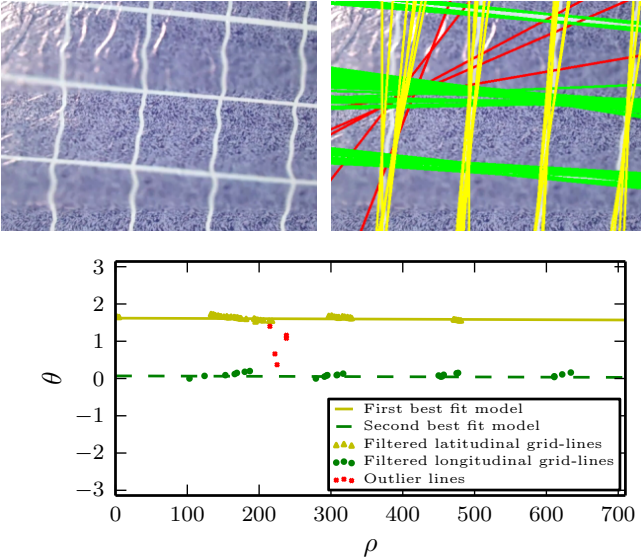 3
2
1
0
−1
−2
−3
θ
First best fit model
Second best fit model
Filtered latitudinal grid-lines
Filtered longitudinal grid-lines
Outlier lines
0 100 200 300 400 500 600 700
ρ